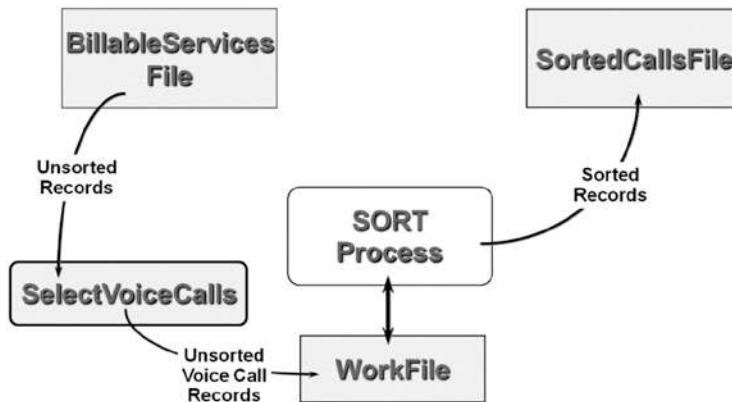 BillableServices
File
SortedCallsFile
Unsorted
Records
Sorted
Records
SORT
Process
SelectVoiceCalls
Unsorted
Voice Call
Records
WorkFile